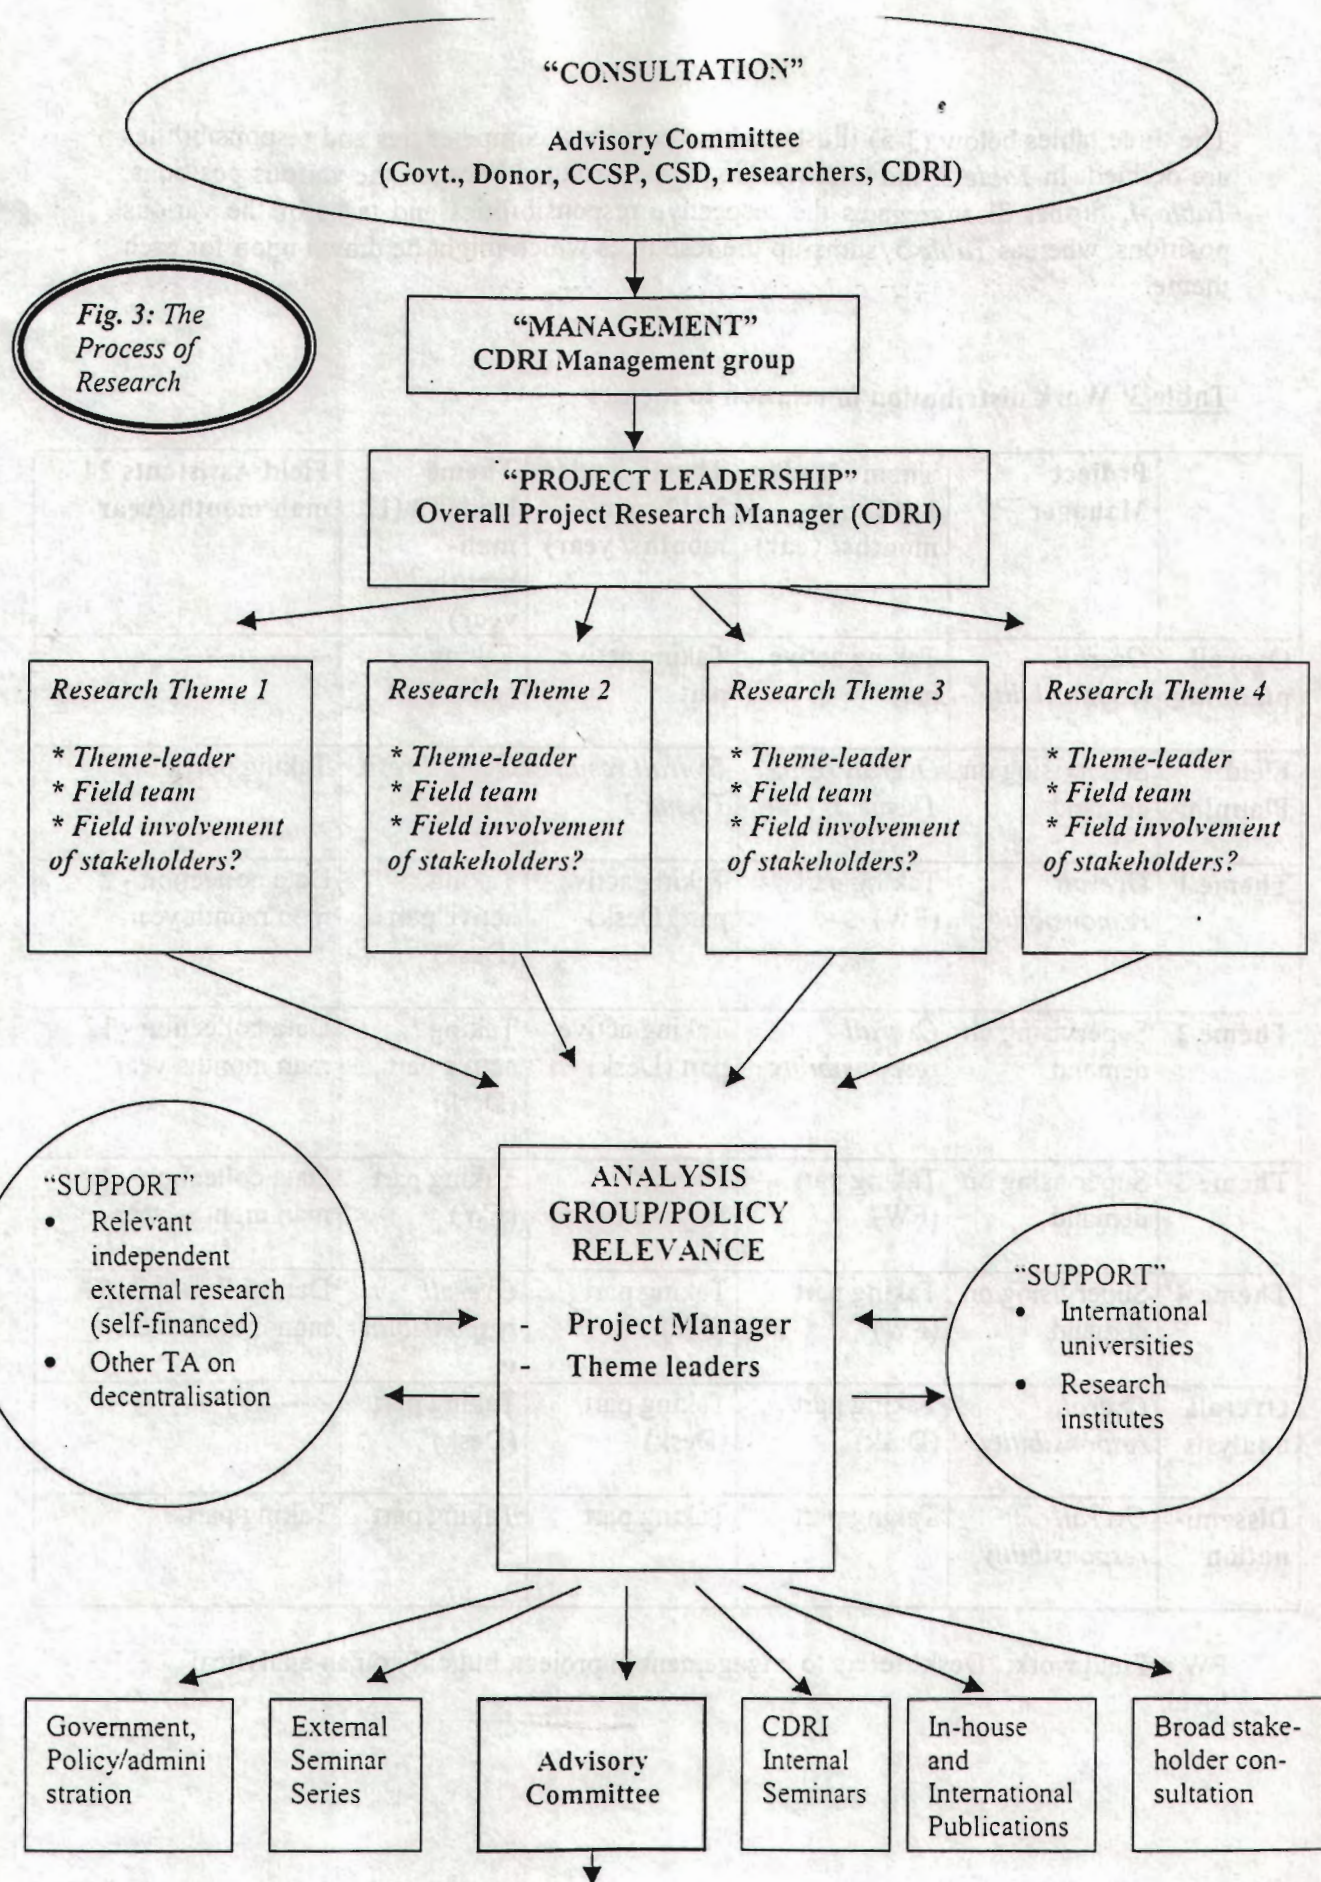 “CONSULTATION”
Advisory Committee
(Govt., Donor, CCSP, CSD, researchers, CDRI)
Fig. 3: The
Process of
Research
“MANAGEMENT”
CDRI Management group
“PROJECT LEADERSHIP”
Overall Project Research Manager (CDRI)
Research Theme 1
* Theme-leader
* Field team
* Field involvement
of stakeholders?
Research Theme 2
* Theme-leader
* Field team
* Field involvement
of stakeholders?
Research Theme 3
* Theme-leader
* Field team
* Field involvement
of stakeholders?
Research Theme 4
* Theme-leader
* Field team
* Field involvement
of stakeholders?
“SUPPORT”
• Relevant
independent
external research
(self-financed)
• Other TA on
decentralisation
ANALYSIS
GROUP/POLICY
RELEVANCE
- Project Manager
- Theme leaders
“SUPPORT”
• International
universities
• Research
institutes
Government,
Policy/admini
stration
External
Seminar
Series
Advisory
Committee
CDRI
Internal
Seminars
In-house
and
International
Publications
Broad stake-
holder con-
sultation